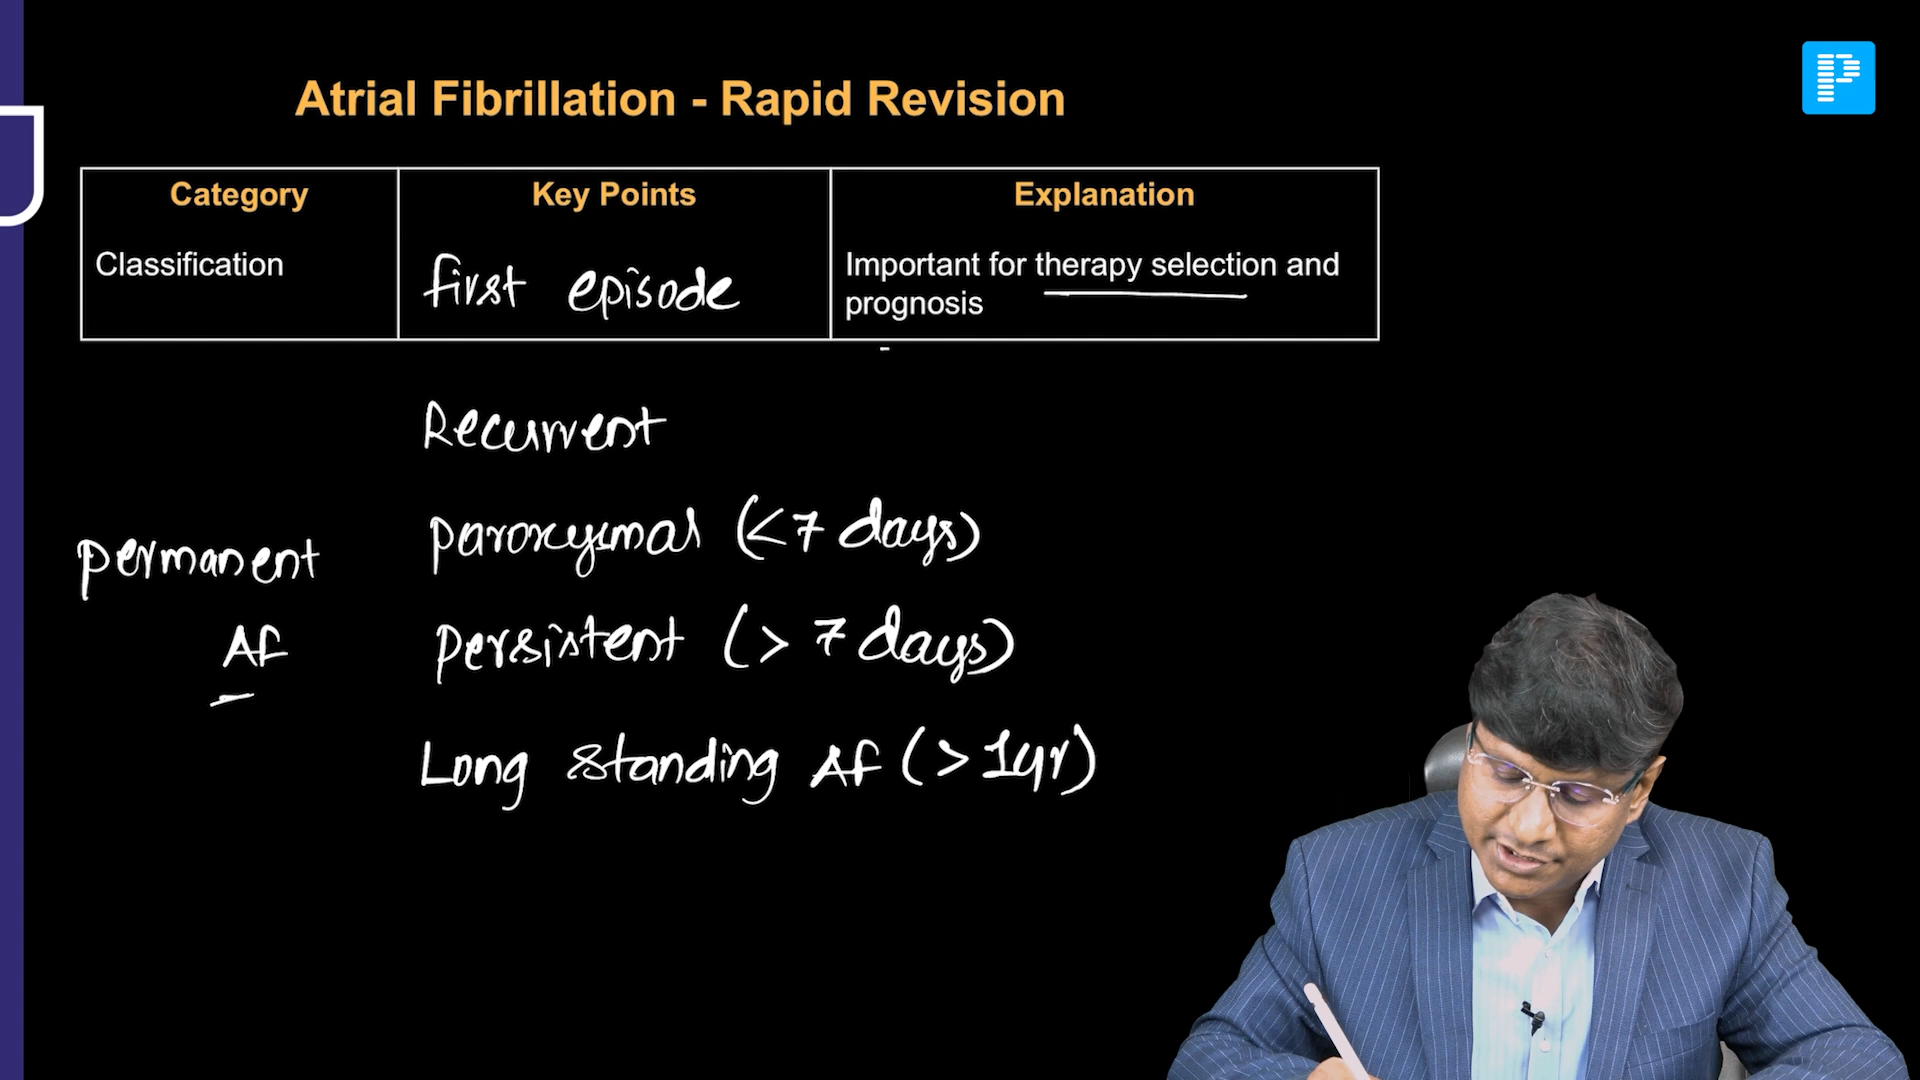 Atrial Fibrillation - Rapid Revision
Category
Key Points
Explanation
Classification
first episode
Important for therapy selection and
prognosis
Recurrent
paroxysmal (<7 days)
persistent (> 7 days)
Long standing AF (> 1yr)
permanent
AF